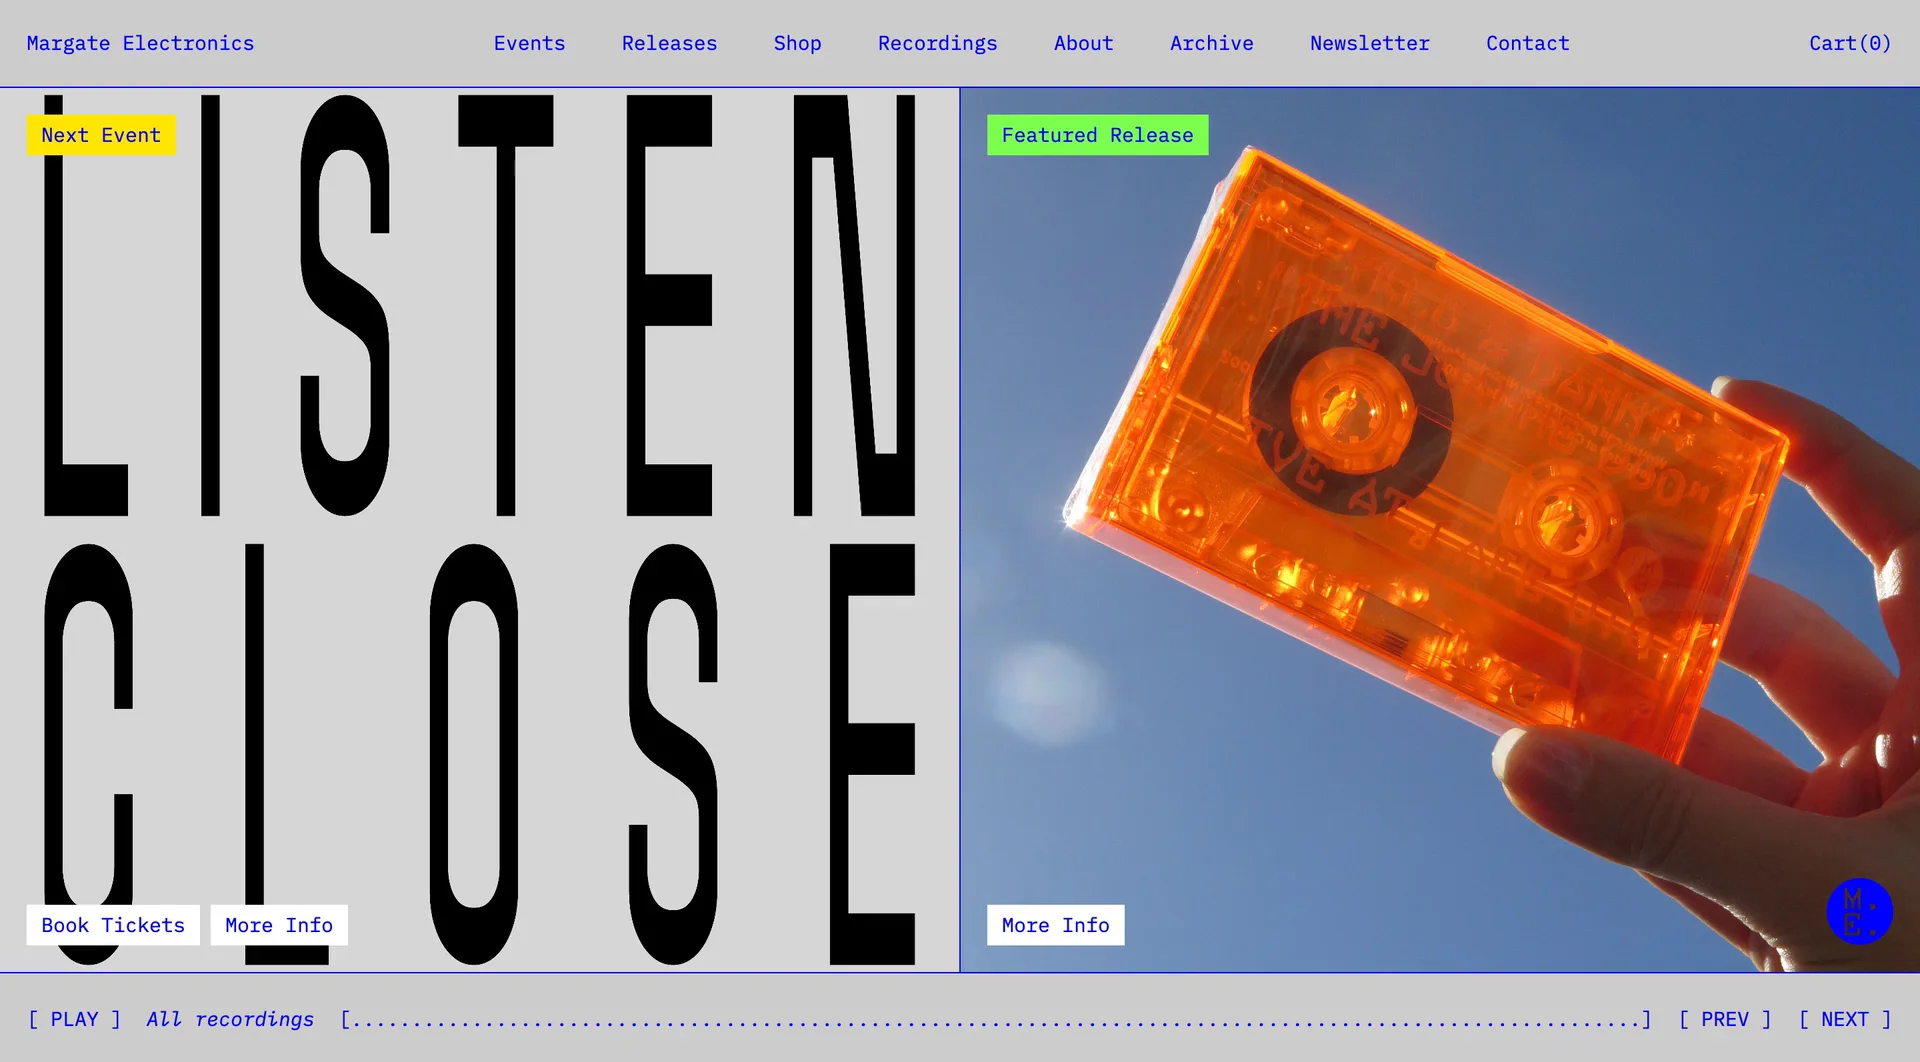 Margate Electronics Events Releases Shop Recordings About Archive Newsletter Contact Cart(0)
Next Event
LISTEN
CLOSE
Book Tickets More Info
Featured Release
More Info
M.
E.
[ PLAY ] All recordings [...........................................................................................................] [ PREV ] [ NEXT ]